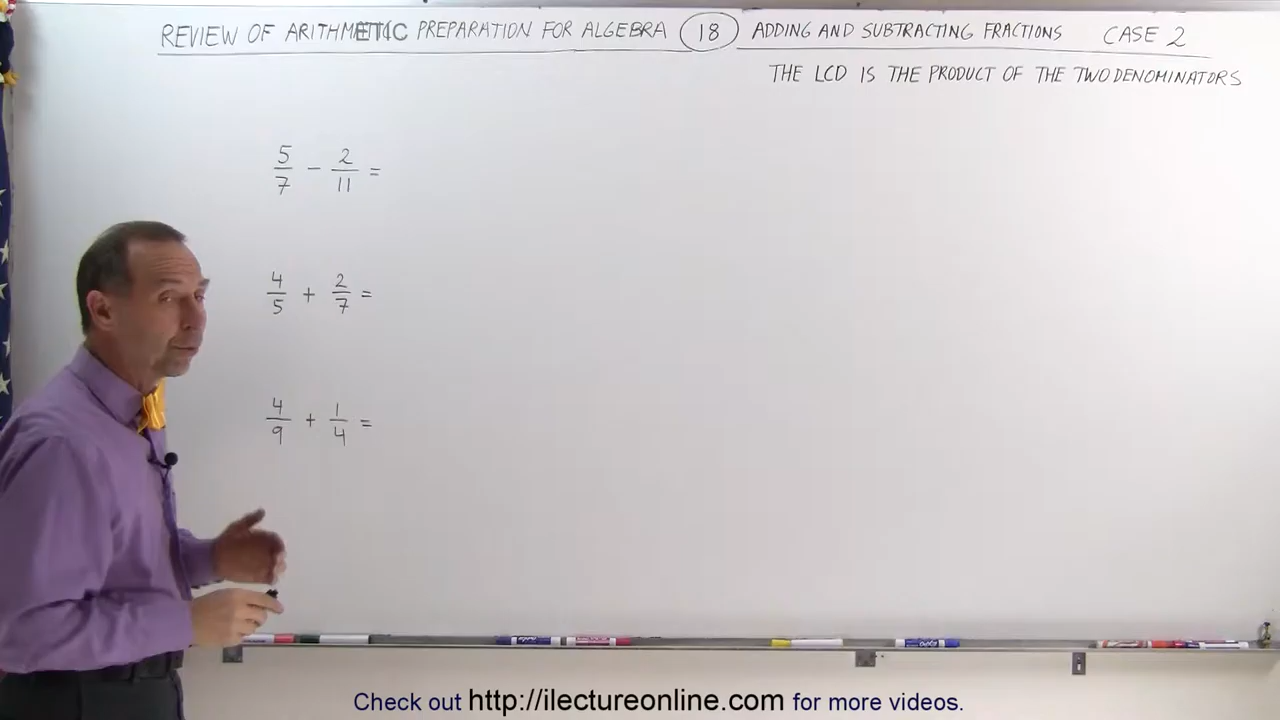 REVIEW OF ARITHMETIC PREPARATION FOR ALGEBRA 18 ADDING AND SUBTRACTING FRACTIONS CASE 2
THE LCD IS THE PRODUCT OF THE TWO DENOMINATORS
5/7 - 2/11 =
4/5 + 2/7 =
4/9 + 1/4 =
Check out http://ilectureonline.com for more videos.